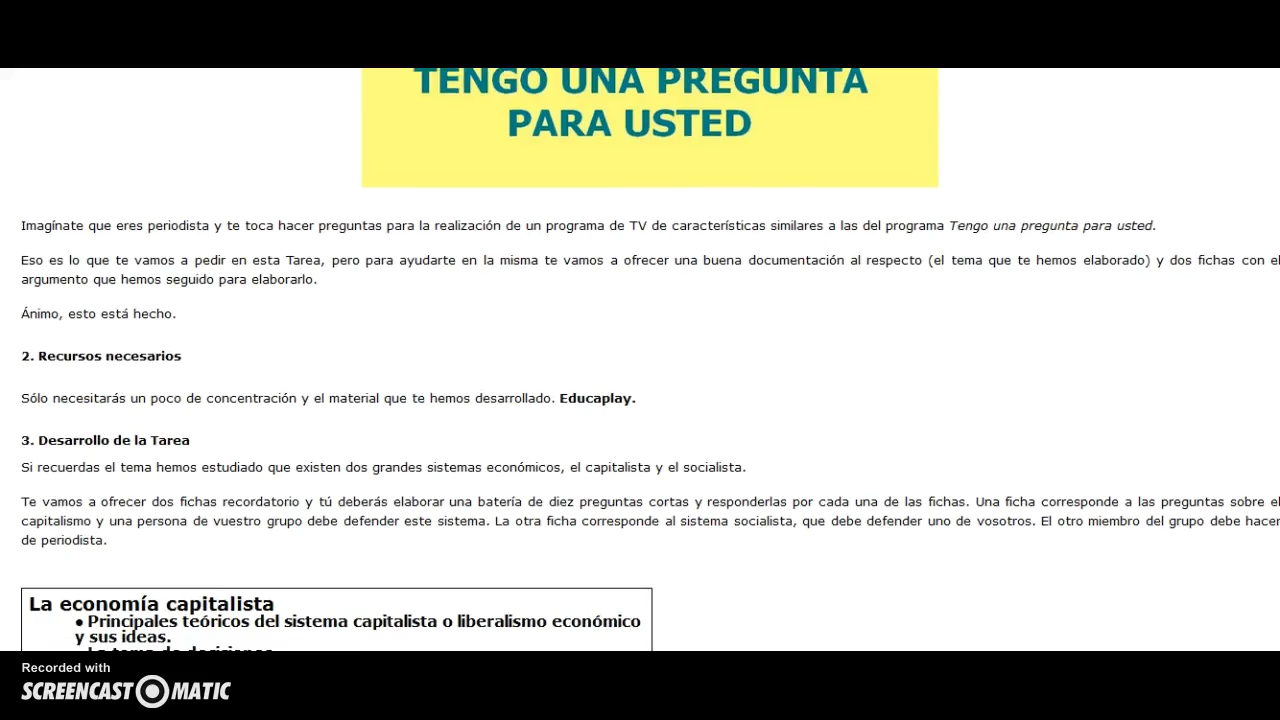 TENGO UNA PREGUNTA
PARA USTED
Imagínate que eres periodista y te toca hacer preguntas para la realización de un programa de TV de características similares a las del programa Tengo una pregunta para usted.
Eso es lo que te vamos a pedir en esta Tarea, pero para ayudarte en la misma te vamos a ofrecer una buena documentación al respecto (el tema que te hemos elaborado) y dos fichas con el
argumento que hemos seguido para elaborarlo.
Ánimo, esto está hecho.
2. Recursos necesarios
Sólo necesitarás un poco de concentración y el material que te hemos desarrollado. Educaplay.
3. Desarrollo de la Tarea
Si recuerdas el tema hemos estudiado que existen dos grandes sistemas económicos, el capitalista y el socialista.
Te vamos a ofrecer dos fichas recordatorio y tú deberás elaborar una batería de diez preguntas cortas y responderlas por cada una de las fichas. Una ficha corresponde a las preguntas sobre el
capitalismo y una persona de vuestro grupo debe defender este sistema. La otra ficha corresponde al sistema socialista, que debe defender uno de vosotros. El otro miembro del grupo debe hacer
de periodista.
La economía capitalista
• Principales teóricos del sistema capitalista o liberalismo económico
y sus ideas.
La toma de decisiones
Recorded with
SCREENCAST MATIC